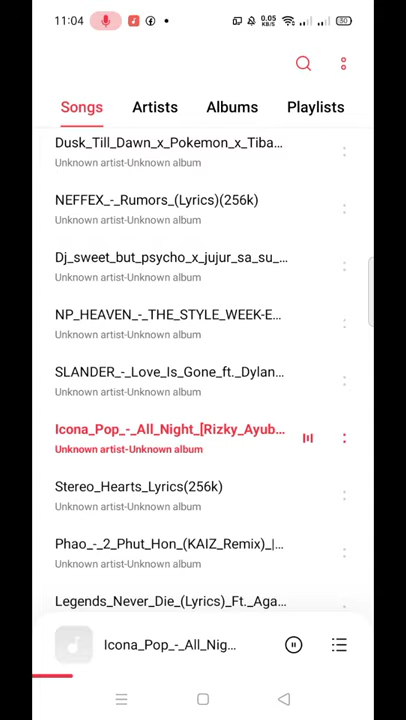 11:04 0.05 KB/S 30
Songs Artists Albums Playlists
Dusk_Till_Dawn_x_Pokemon_x_Tiba...
Unknown artist-Unknown album
NEFFEX_-_Rumors_(Lyrics)(256k)
Unknown artist-Unknown album
Dj_sweet_but_psycho_x_jujur_sa_su_...
Unknown artist-Unknown album
NP_HEAVEN_-_THE_STYLE_WEEK-E...
Unknown artist-Unknown album
SLANDER_-_Love_Is_Gone_ft._Dylan...
Unknown artist-Unknown album
Icona_Pop_-_All_Night_[Rizky_Ayub...
Unknown artist-Unknown album
Stereo_Hearts_Lyrics(256k)
Unknown artist-Unknown album
Phao_-_2_Phut_Hon_(KAIZ_Remix)_|...
Unknown artist-Unknown album
Legends_Never_Die_(Lyrics)_Ft._Aga...
Icona_Pop_-_All_Nig...